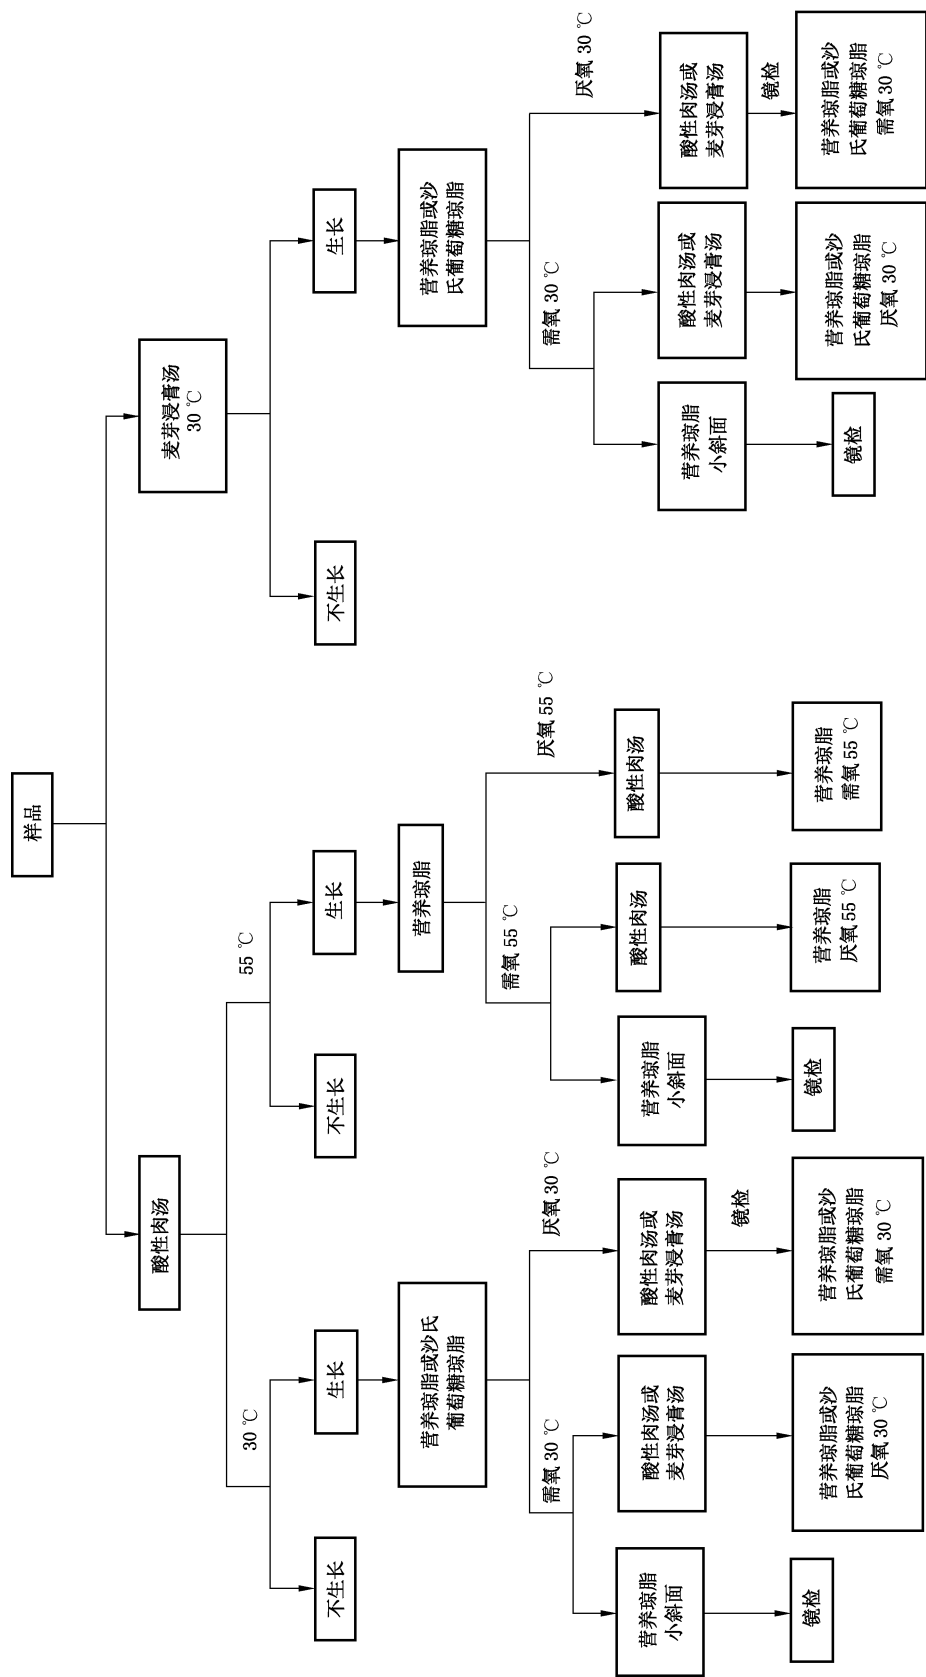 样品
酸性肉汤
麦芽浸膏汤
30 ℃
30 ℃
55 ℃
不生长
生长
不生长
生长
不生长
生长
营养琼脂或沙氏
葡萄糖琼脂
营养琼脂
营养琼脂或沙
氏葡萄糖琼脂
需氧 30 ℃
厌氧 30 ℃
需氧 55 ℃
厌氧 55 ℃
需氧 30 ℃
厌氧 30 ℃
营养琼脂
小斜面
酸性肉汤或
麦芽浸膏汤
酸性肉汤或
麦芽浸膏汤
营养琼脂
小斜面
酸性肉汤
酸性肉汤
营养琼脂
小斜面
酸性肉汤或
麦芽浸膏汤
酸性肉汤或
麦芽浸膏汤
镜检
镜检
镜检
营养琼脂或沙
氏葡萄糖琼脂
厌氧 30 ℃
营养琼脂或沙
氏葡萄糖琼脂
需氧 30 ℃
镜检
营养琼脂
厌氧 55 ℃
营养琼脂
需氧 55 ℃
镜检
营养琼脂或沙
氏葡萄糖琼脂
厌氧 30 ℃
营养琼脂或沙
氏葡萄糖琼脂
需氧 30 ℃